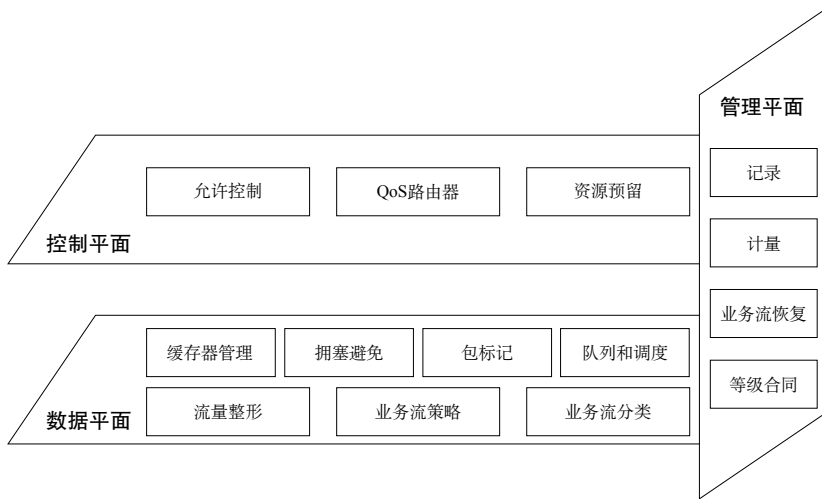 管理平面
记录
计量
业务流恢复
等级合同
允许控制
QoS路由器
资源预留
控制平面
缓存器管理
拥塞避免
包标记
队列和调度
流量整形
业务流策略
业务流分类
数据平面